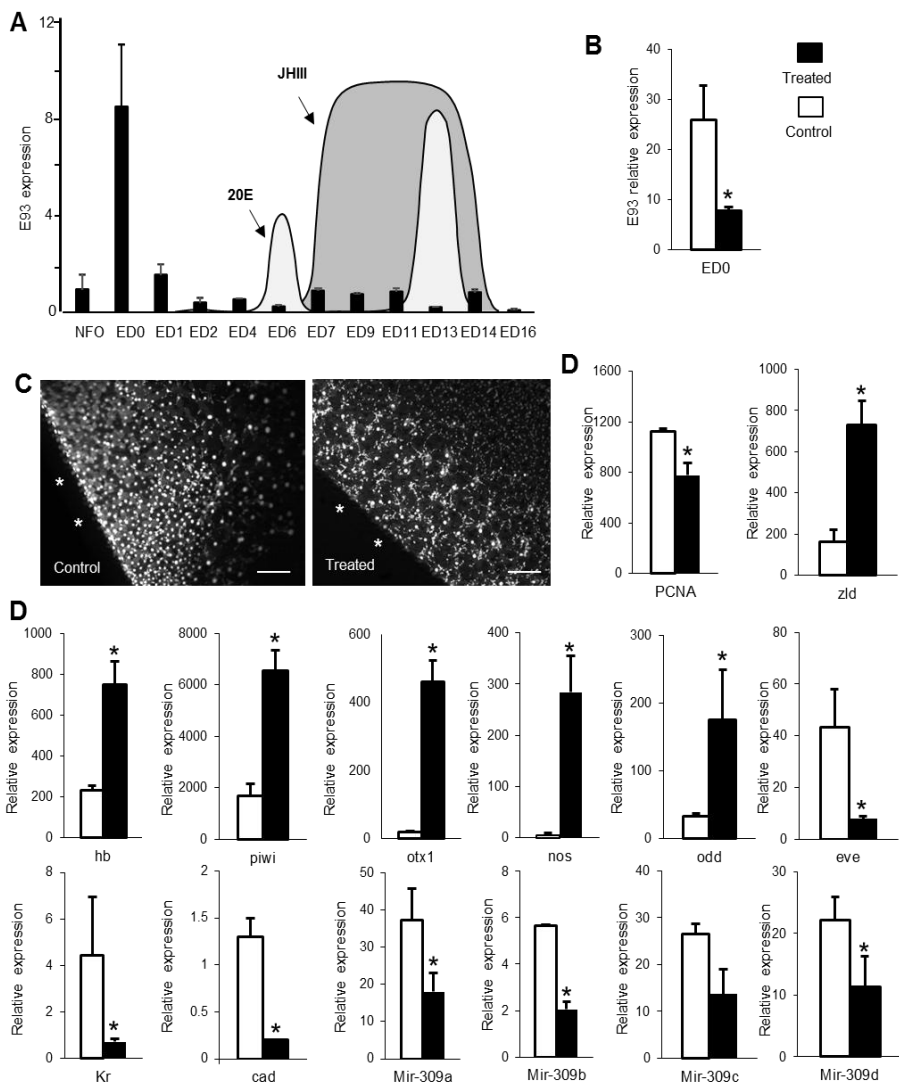 A
E93 expression
12
8
4
0
JHIII
20E
NFO ED0 ED1 ED2 ED4 ED6 ED7 ED9 ED11 ED13 ED14 ED16
B
E93 relative expression
40
30
20
10
0
*
ED0
Treated
Control
C
*
*
Control
*
*
Treated
D
Relative expression
1600
1200
800
400
0
*
PCNA
Relative expression
1000
800
600
400
200
0
*
zld
D
Relative expression
1000
800
600
400
200
0
*
hb
Relative expression
8000
6000
4000
2000
0
*
piwi
Relative expression
600
400
200
0
*
otx1
Relative expression
400
300
200
100
0
*
nos
Relative expression
300
200
100
0
*
odd
Relative expression
60
40
20
0
*
eve
Relative expression
8
6
4
2
0
*
Kr
Relative expression
2
1.5
1
0.5
0
*
cad
Relative expression
50
40
30
20
10
0
*
Mir-309a
Relative expression
8
6
4
2
0
*
Mir-309b
Relative expression
40
30
20
10
0
Mir-309c
Relative expression
30
20
10
0
*
Mir-309d